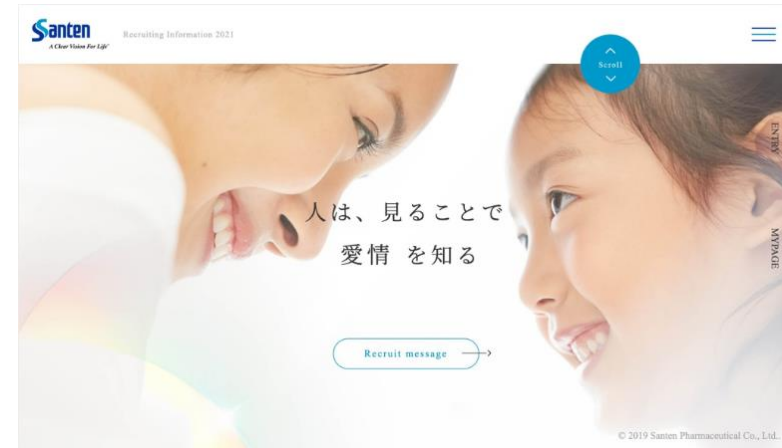 Santen
A Clear Vision For Life®
Recruiting Information 2021
Scroll
ENTRY
MYPAGE
人は、見ることで
愛情 を知る
Recruit message
© 2019 Santen Pharmaceutical Co., Ltd.